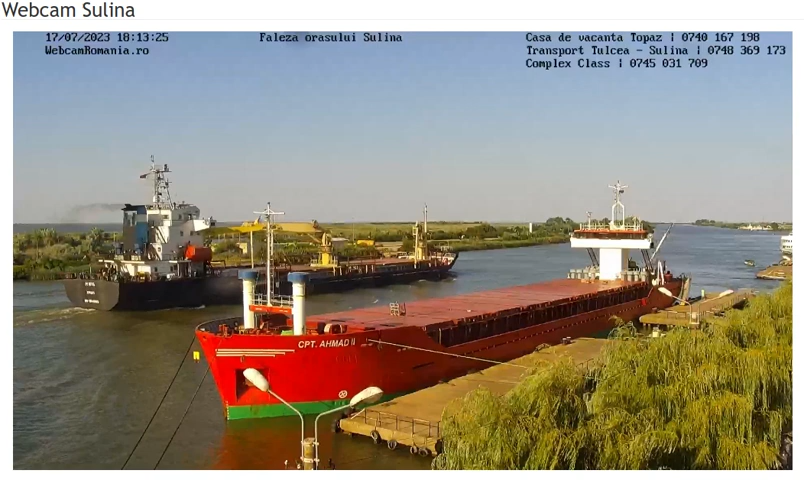 Webcam Sulina
17/07/2023 18:13:25
WebcamRomania.ro
Faleza orasului Sulina
Casa de vacanta Topaz | 0740 167 198
Transport Tulcea - Sulina | 0748 369 173
Complex Class | 0745 031 709
CPT. AHMAD II